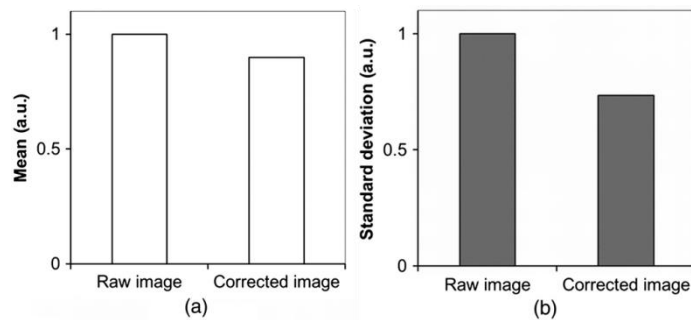 1
0.5
0
Mean (a.u.)
Raw image
Corrected image
(a)
1
0.5
0
Standard deviation (a.u.)
Raw image
Corrected image
(b)